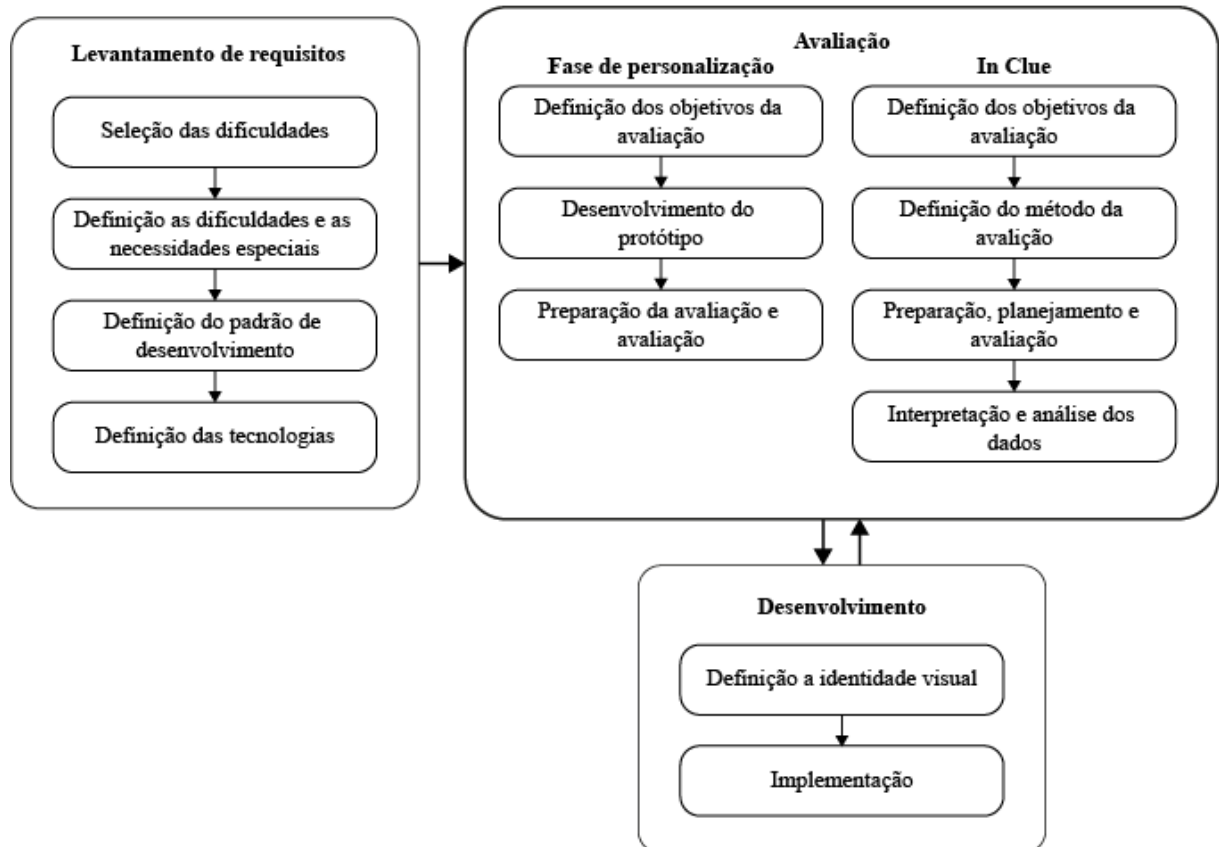 Levantamento de requisitos
Seleção das dificuldades
Definição as dificuldades e as
necessidades especiais
Definição do padrão de
desenvolvimento
Definição das tecnologias
Avaliação
Fase de personalização
Definição dos objetivos da
avaliação
Desenvolvimento do
protótipo
Preparação da avaliação e
avaliação
In Clue
Definição dos objetivos da
avaliação
Definição do método da
avalição
Preparação, planejamento e
avaliação
Interpretação e análise dos
dados
Desenvolvimento
Definição a identidade visual
Implementação